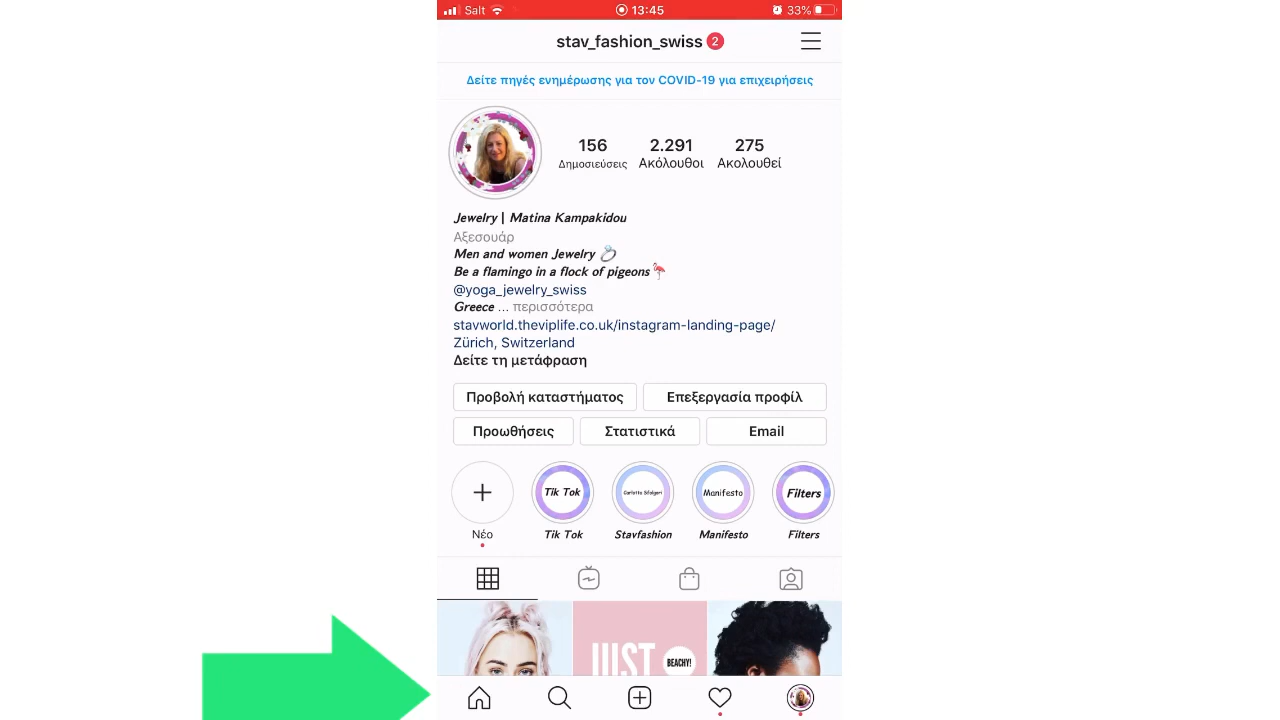 Salt 13:45 33%
stav_fashion_swiss 2
Δείτε πηγές ενημέρωσης για τον COVID-19 για επιχειρήσεις
156 2.291 275
Δημοσιεύσεις Ακόλουθοι Ακολουθεί
Jewelry | Matina Kampakidou
Αξεσουάρ
Men and women Jewelry
Be a flamingo in a flock of pigeons
@yoga_jewelry_swiss
Greece ... περισσότερα
stavworld.theviplife.co.uk/instagram-landing-page/
Zürich, Switzerland
Δείτε τη μετάφραση
Προβολή καταστήματος Επεξεργασία προφίλ
Προωθήσεις Στατιστικά Email
Tik Tok Carlotta Sfolgori Manifesto Filters
Νέο Tik Tok Stavfashion Manifesto Filters
JUST BEACHY!